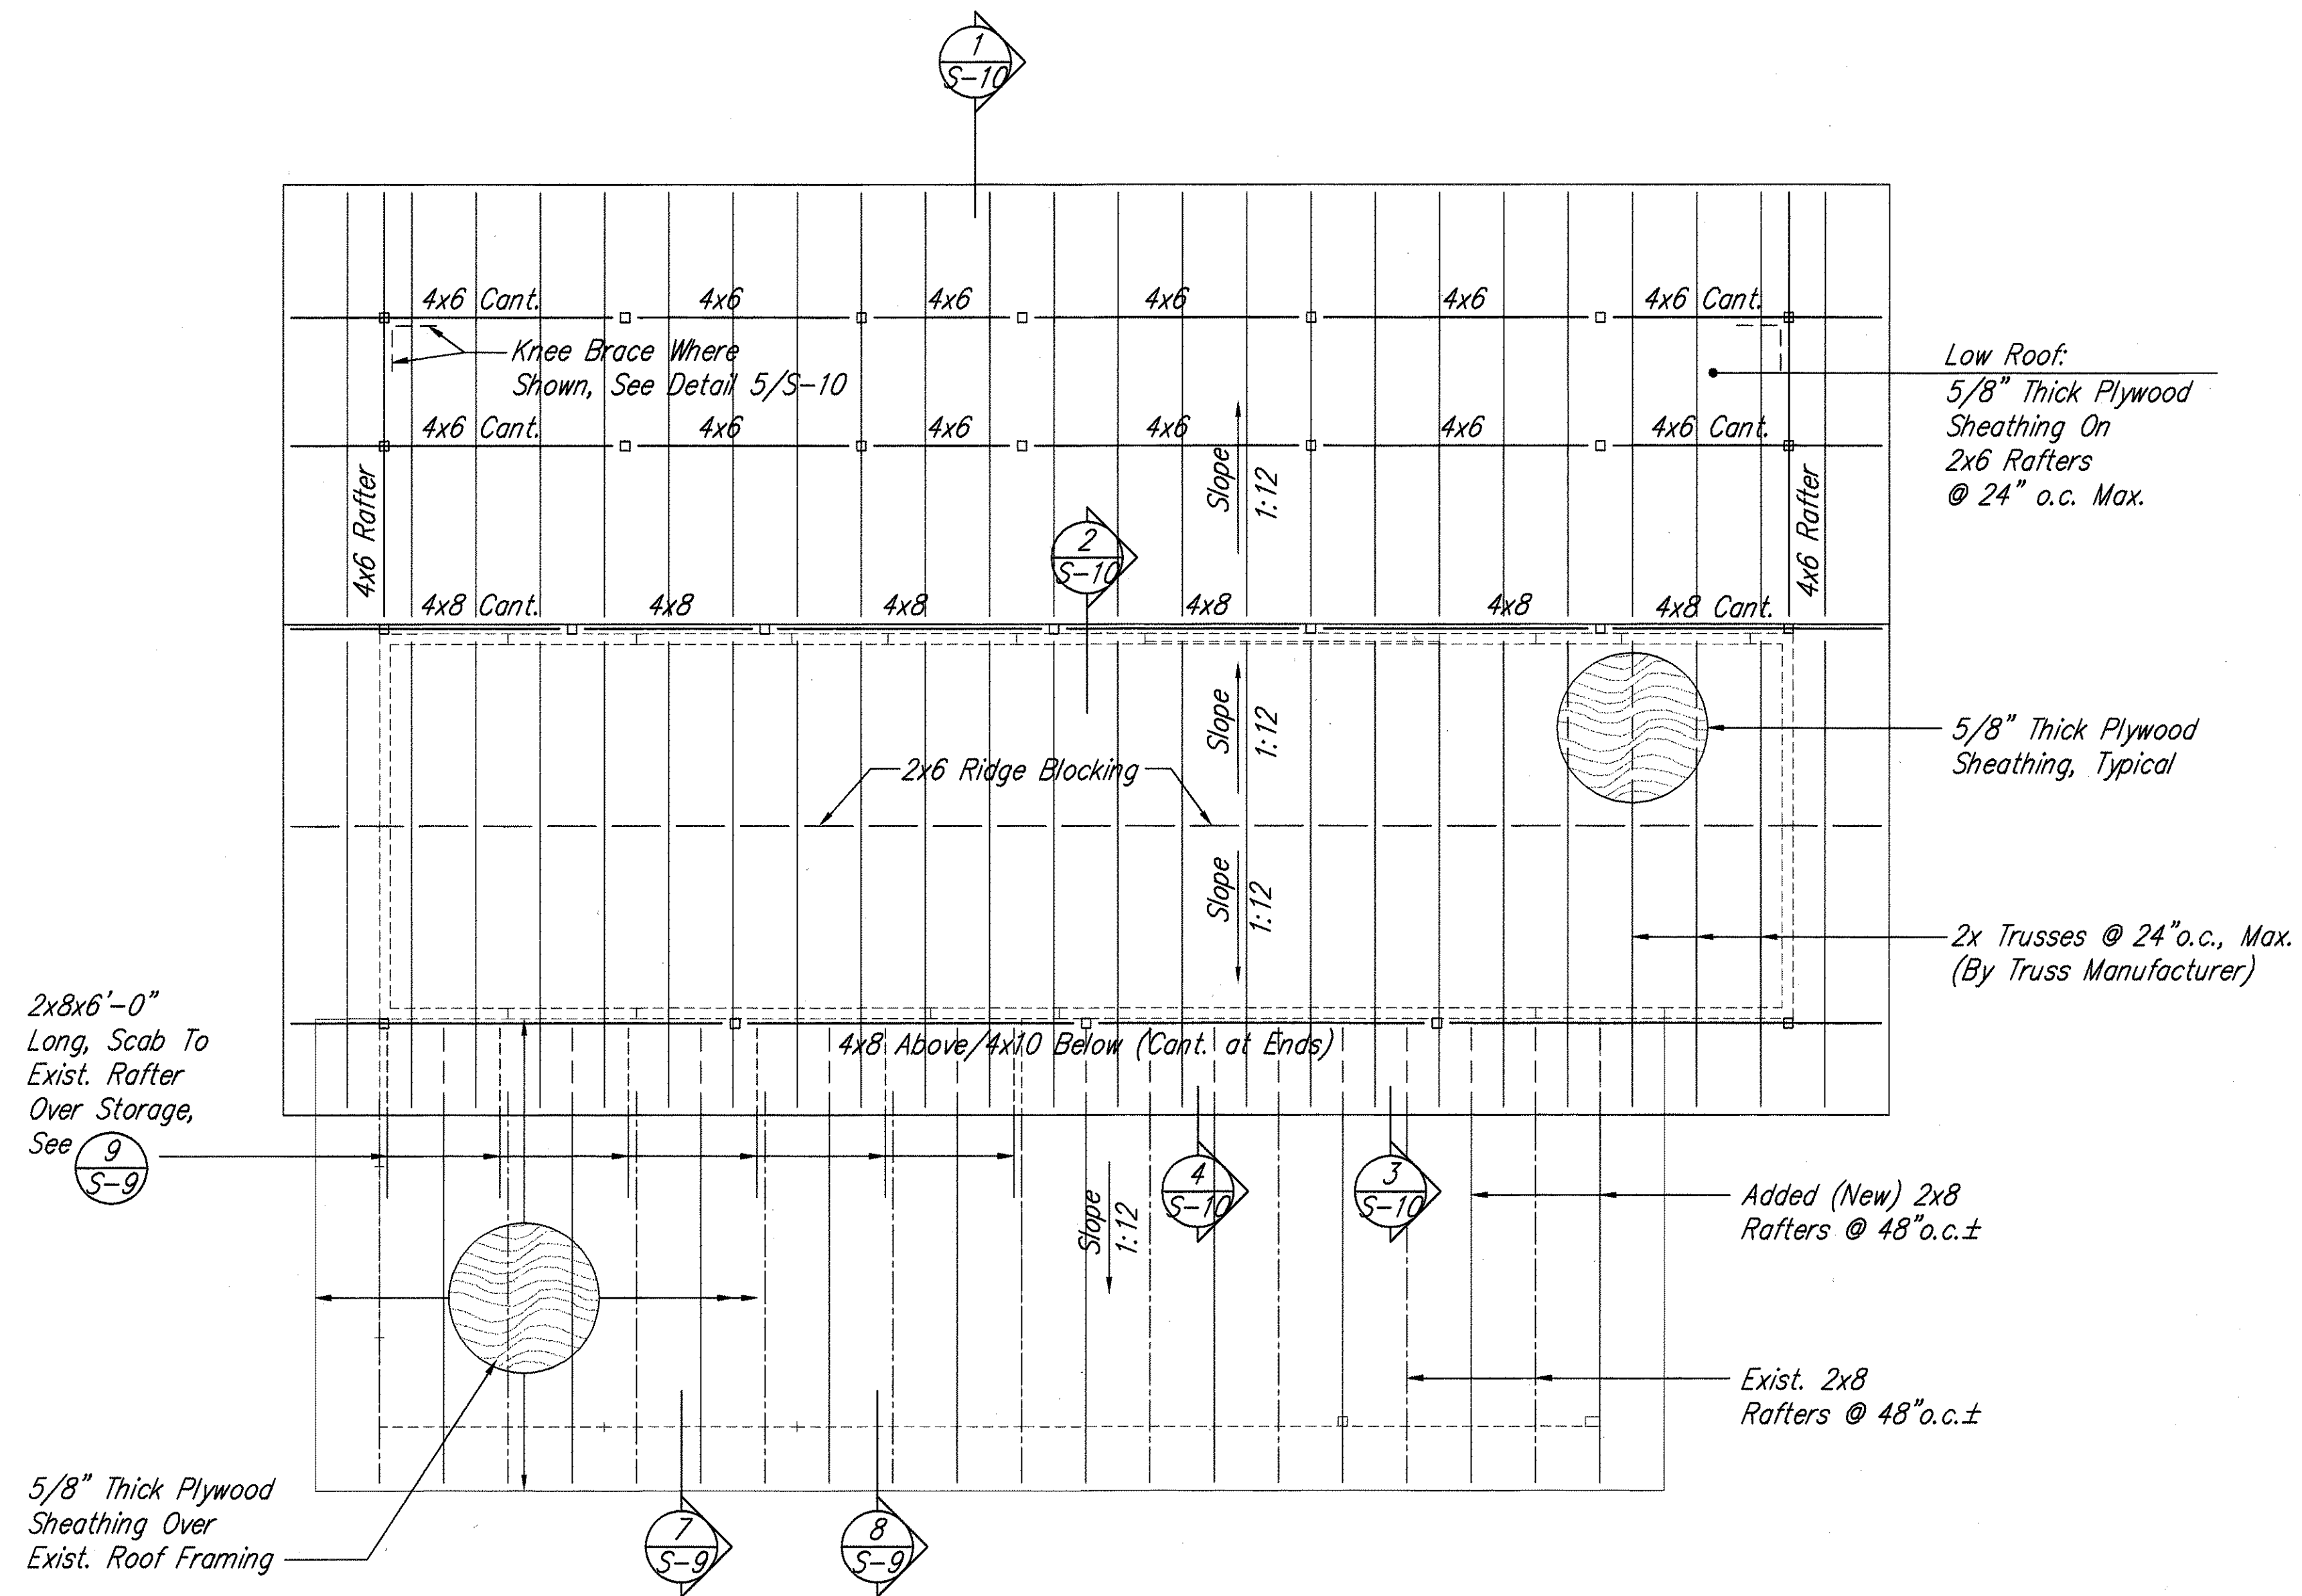 1
S-10
4x6 Cant.
4x6
4x6
4x6
4x6
4x6 Cant.
Knee Brace Where
Shown, See Detail 5/S-10
Low Roof:
5/8" Thick Plywood
Sheathing On
2x6 Rafters
@ 24" o.c. Max.
4x6 Cant.
4x6
4x6
4x6
4x6
4x6 Cant.
4x6 Rafter
Slope
1:12
4x6 Rafter
2
S-10
4x8 Cant.
4x8
4x8
4x8
4x8
4x8 Cant.
Slope
1:12
5/8" Thick Plywood
Sheathing, Typical
2x6 Ridge Blocking
Slope
1:12
2x Trusses @ 24"o.c., Max.
(By Truss Manufacturer)
2x8x6'-0"
Long, Scab To
Exist. Rafter
Over Storage,
See
9
S-9
4x8 Above/4x10 Below (Cant. at Ends)
4
S-10
3
S-10
Slope
1:12
Added (New) 2x8
Rafters @ 48"o.c.±
Exist. 2x8
Rafters @ 48"o.c.±
5/8" Thick Plywood
Sheathing Over
Exist. Roof Framing
7
S-9
8
S-9